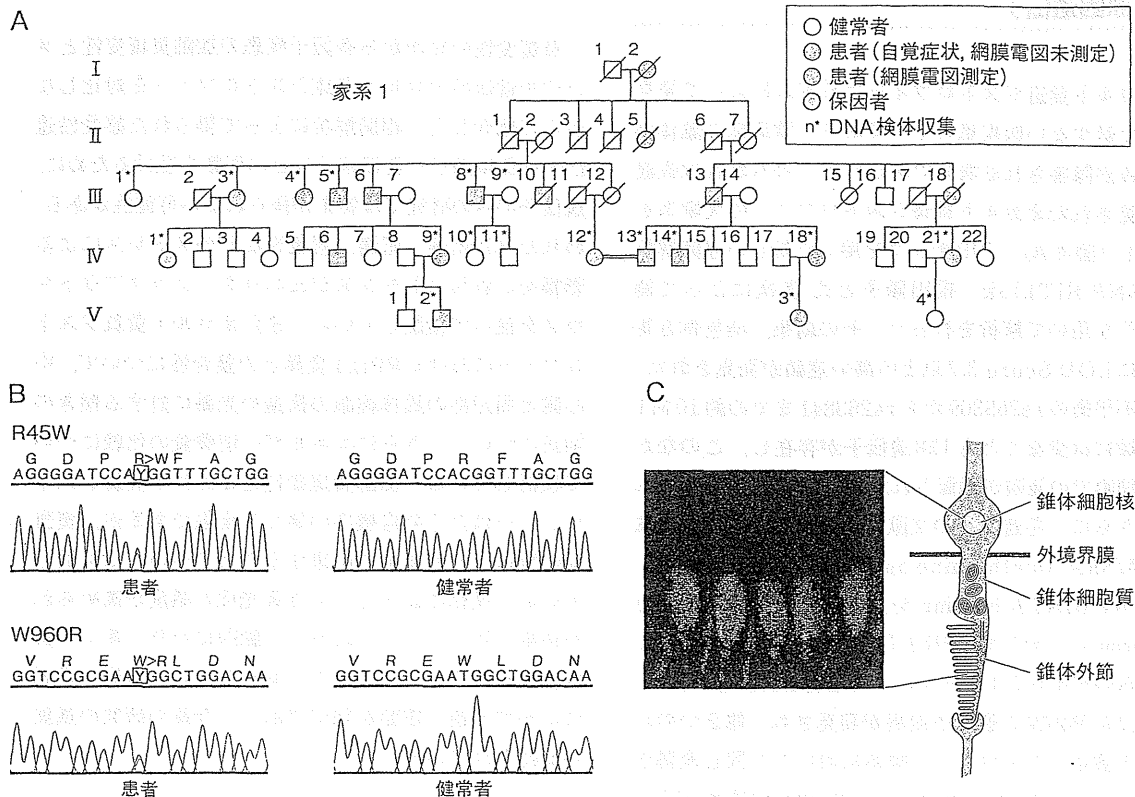 A
○ 健常者
患者(自覚症状, 網膜電図未測定)
患者(網膜電図測定)
保因者
n* DNA検体収集
家系1
I
1 2
II
1 2 3 4 5 6 7
III
1* 2 3* 4* 5* 6 7 8* 9* 10 11 12 13 14 15 16 17 18
IV
1* 2 3 4 5 6 7 8 9* 10* 11* 12* 13* 14* 15 16 17 18* 19 20 21* 22
V
1 2* 3* 4*
B
R45W
G D P R>W F A G
AGGGGATCCAYGGTTTGCTGG
患者
G D P R F A G
AGGGGATCCACGGTTTGCTGG
健常者
W960R
V R E W>R L D N
GGTCCGCGAAYGGCTGGACAA
患者
V R E W L D N
GGTCCGCGAATGGCTGGACAA
健常者
C
錐体細胞核
外境界膜
錐体細胞質
錐体外節